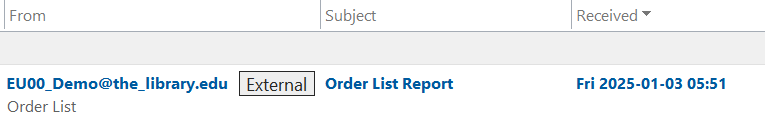 From Subject Received
EU00_Demo@the_library.edu External Order List Report Fri 2025-01-03 05:51
Order List